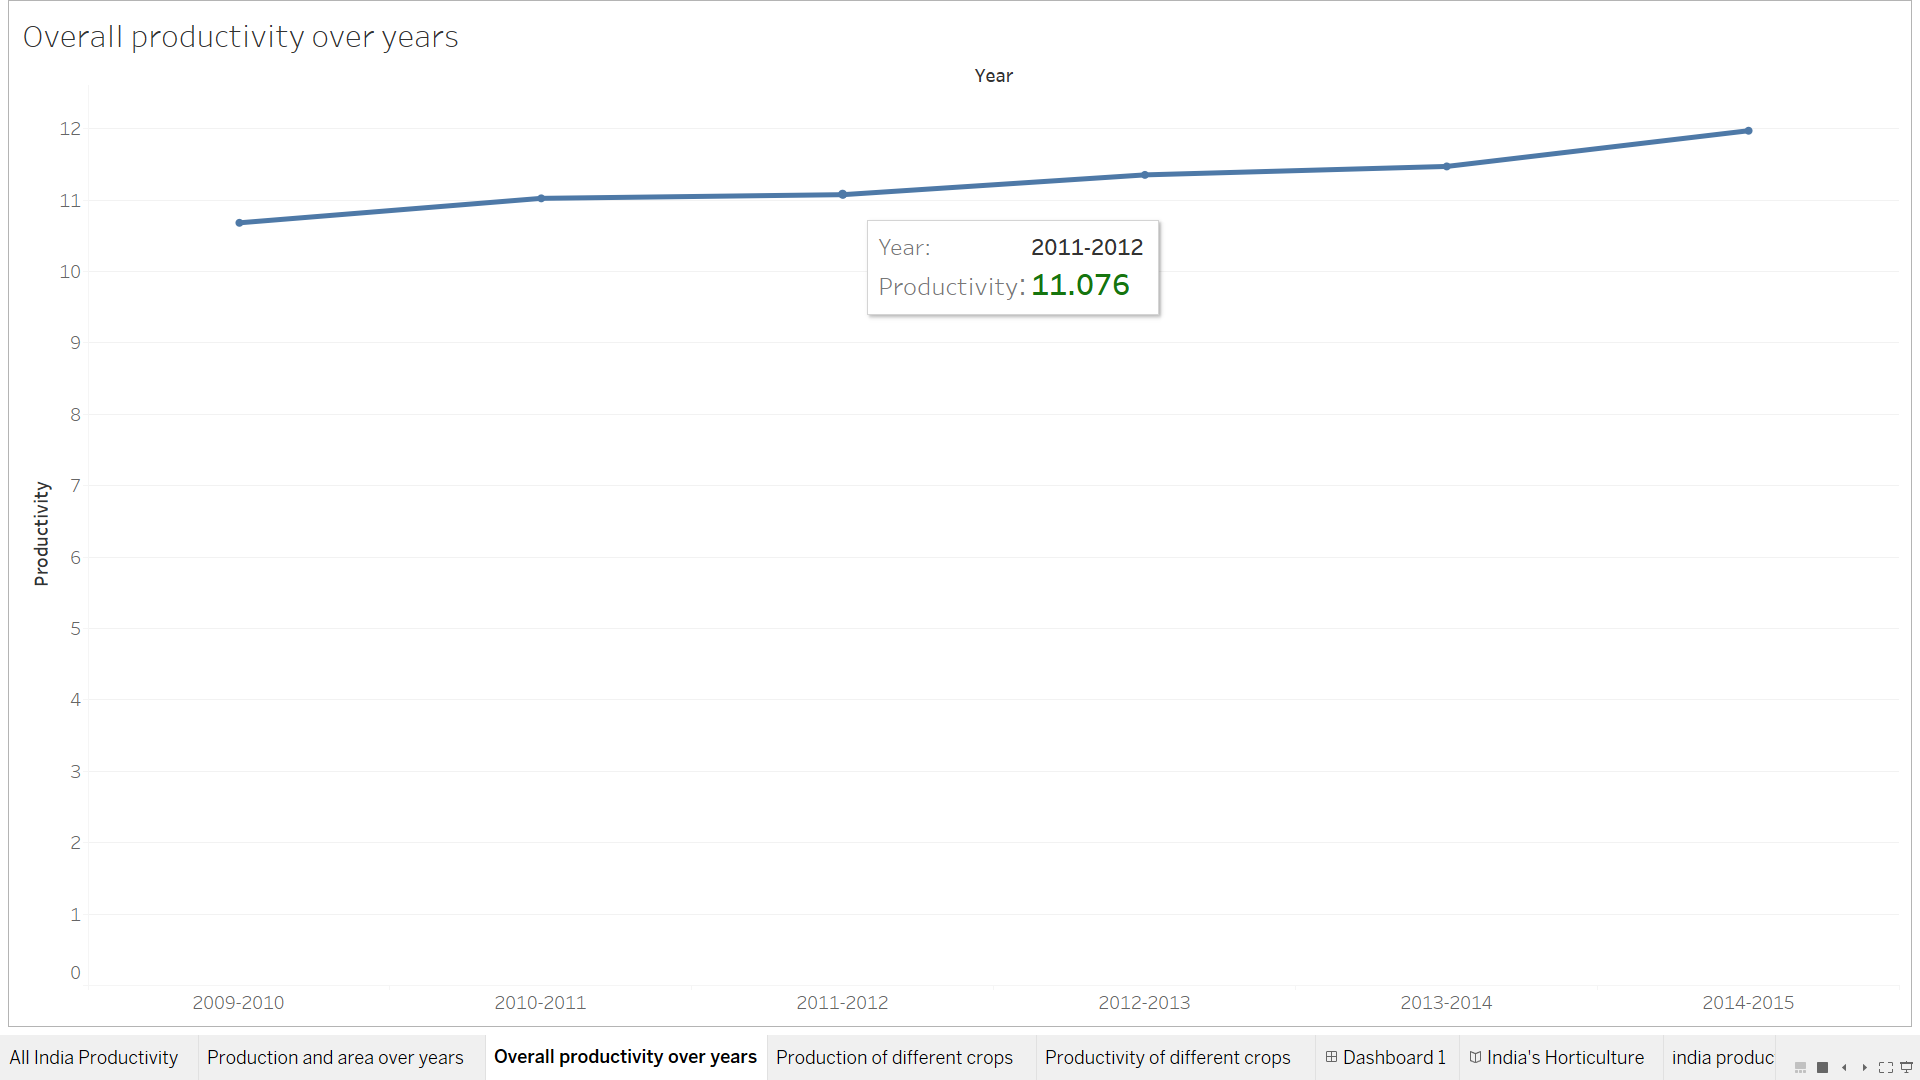 Overall productivity over years
Year
12
11
10
9
8
7
6
5
4
3
2
1
0
Productivity
Year: 2011-2012
Productivity: 11.076
2009-2010 2010-2011 2011-2012 2012-2013 2013-2014 2014-2015
All India Productivity Production and area over years Overall productivity over years Production of different crops Productivity of different crops Dashboard 1 India's Horticulture india produc